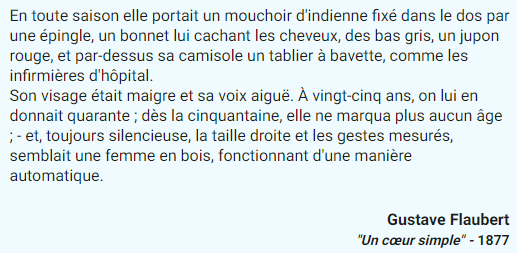 En toute saison elle portait un mouchoir d'indienne fixé dans le dos par
une épingle, un bonnet lui cachant les cheveux, des bas gris, un jupon
rouge, et par-dessus sa camisole un tablier à bavette, comme les
infirmières d'hôpital.
Son visage était maigre et sa voix aiguë. À vingt-cinq ans, on lui en
donnait quarante ; dès la cinquantaine, elle ne marqua plus aucun âge
; - et, toujours silencieuse, la taille droite et les gestes mesurés,
semblait une femme en bois, fonctionnant d'une manière
automatique.
Gustave Flaubert
"Un cœur simple" - 1877